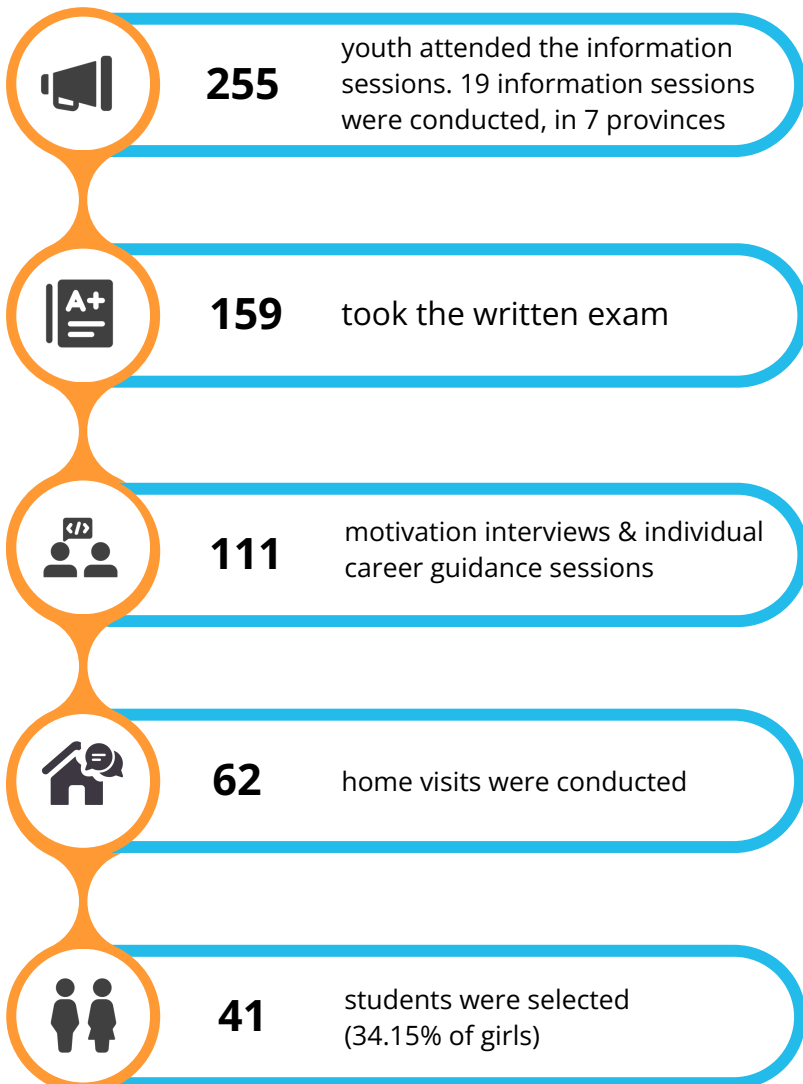 255
youth attended the information
sessions. 19 information sessions
were conducted, in 7 provinces
A+
159
took the written exam
</>
111
motivation interviews & individual
career guidance sessions
62
home visits were conducted
41
students were selected
(34.15% of girls)